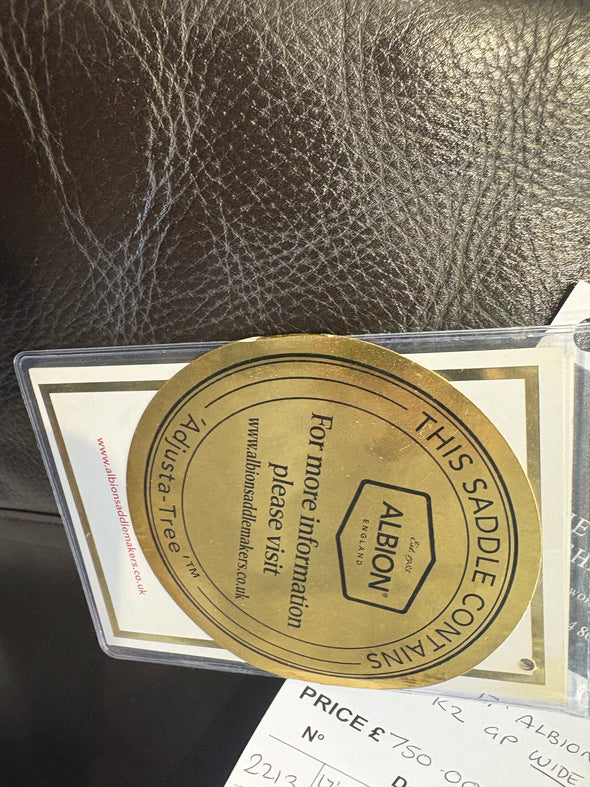 THIS SADDLE CONTAINS
Est 1985
ALBION®
ENGLAND
For more information
please visit
www.albionsaddlemakers.co.uk
'Adjusta-Tree'™
www.albionsaddlemakers.co.uk
ALBION
K2 GP WIDE
PRICE £ 750-00
Nº
2213